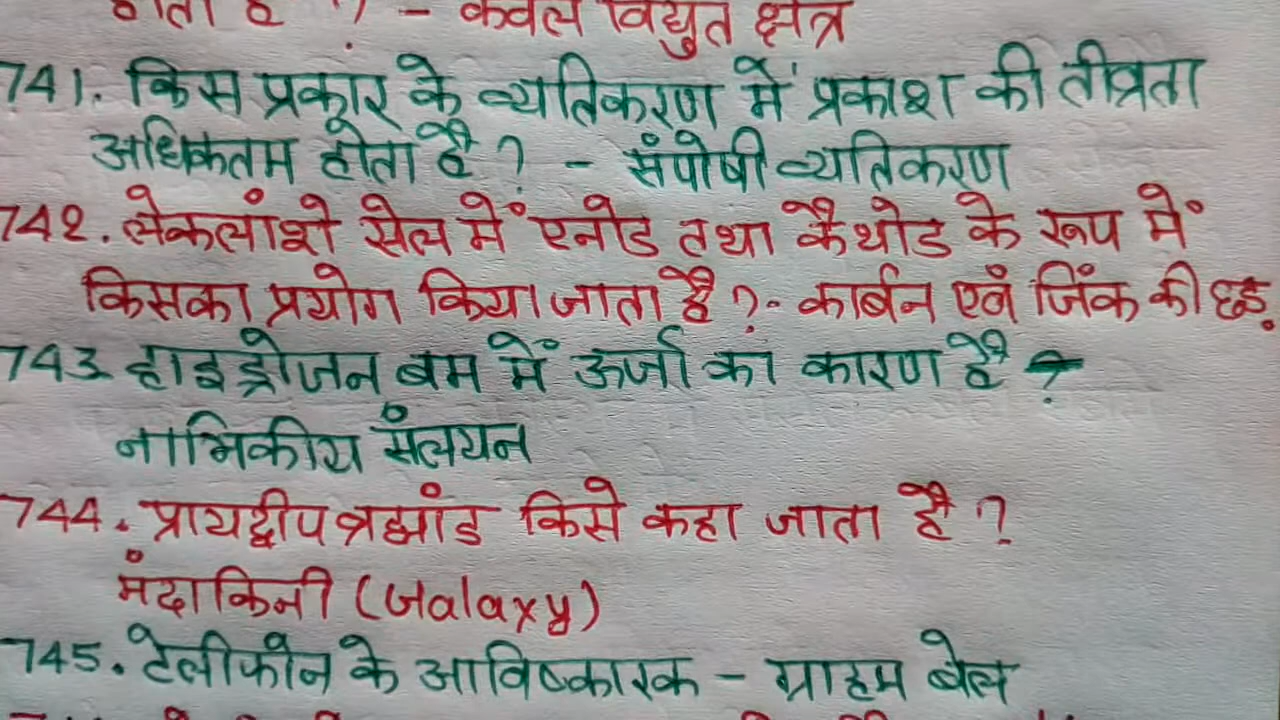 होता है ? - केवल विद्युत क्षेत्र
741. किस प्रकार के व्यतिकरण में प्रकाश की तीव्रता
अधिकतम होता है ? - संपोषी व्यतिकरण
742. लेकलांशे सेल में एनोड तथा कैथोड के रूप में
किसका प्रयोग किया जाता है ?- कार्बन एवं जिंक की छड़
743 हाइड्रोजन बम में ऊर्जा का कारण है ?
नाभिकीय संलयन
744. प्रायद्वीप ब्रह्मांड किसे कहा जाता है ?
मंदाकिनी (Galaxy)
745. टेलीफोन के आविष्कारक - ग्राहम बेल